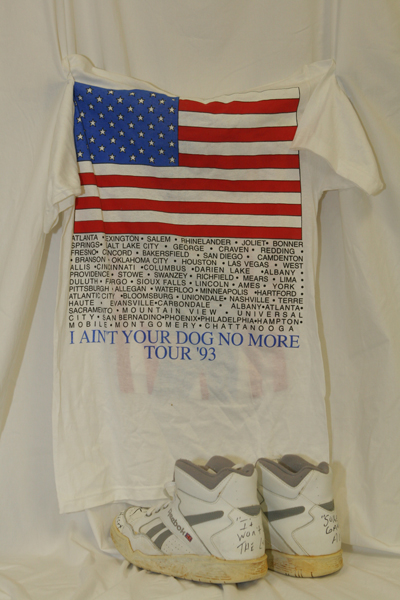 ATLANTA • EXINGTON • SALEM • RHINELANDER • JOLIET • BONNER
SPRINGS • ALT LAKE CITY • GEORGE • CRAVEN • REDDING •
FRESNO • ONCORD • BAKERSFIELD • SAN DIEGO • CAMDENTON
• BRANSON • OKLAHOMA CITY • HOUSTON • LAS VEGAS • WEST
ALLIS • CINCINNATI • COLUMBUS • DARIEN LAKE • ALBANY •
PROVIDENCE • STOWE • SWANZEY • RICHFIELD • MEARS • LIMA •
DULUTH • FARGO • SIOUX FALLS • LINCOLN • AMES • YORK •
PITTSBURGH • ALLEGAN • WATERLOO • MINNEAPOLIS • HARTFORD •
ATLANTIC CITY • BLOOMSBURG • UNIONDALE • NASHVILLE • TERRE
HAUTE • EVANSVILLE • CARBONDALE • ALBANY • ATLANTA •
SACRAMENTO • MOUNTAIN VIEW • UNIVERSAL
CITY • SAN BERNADINO • PHOENIX • PHILADELPHIA • HAMPTON •
MOBILE • MONTGOMERY • CHATTANOOGA
I AINT YOUR DOG NO MORE
TOUR '93
Reebok
THE